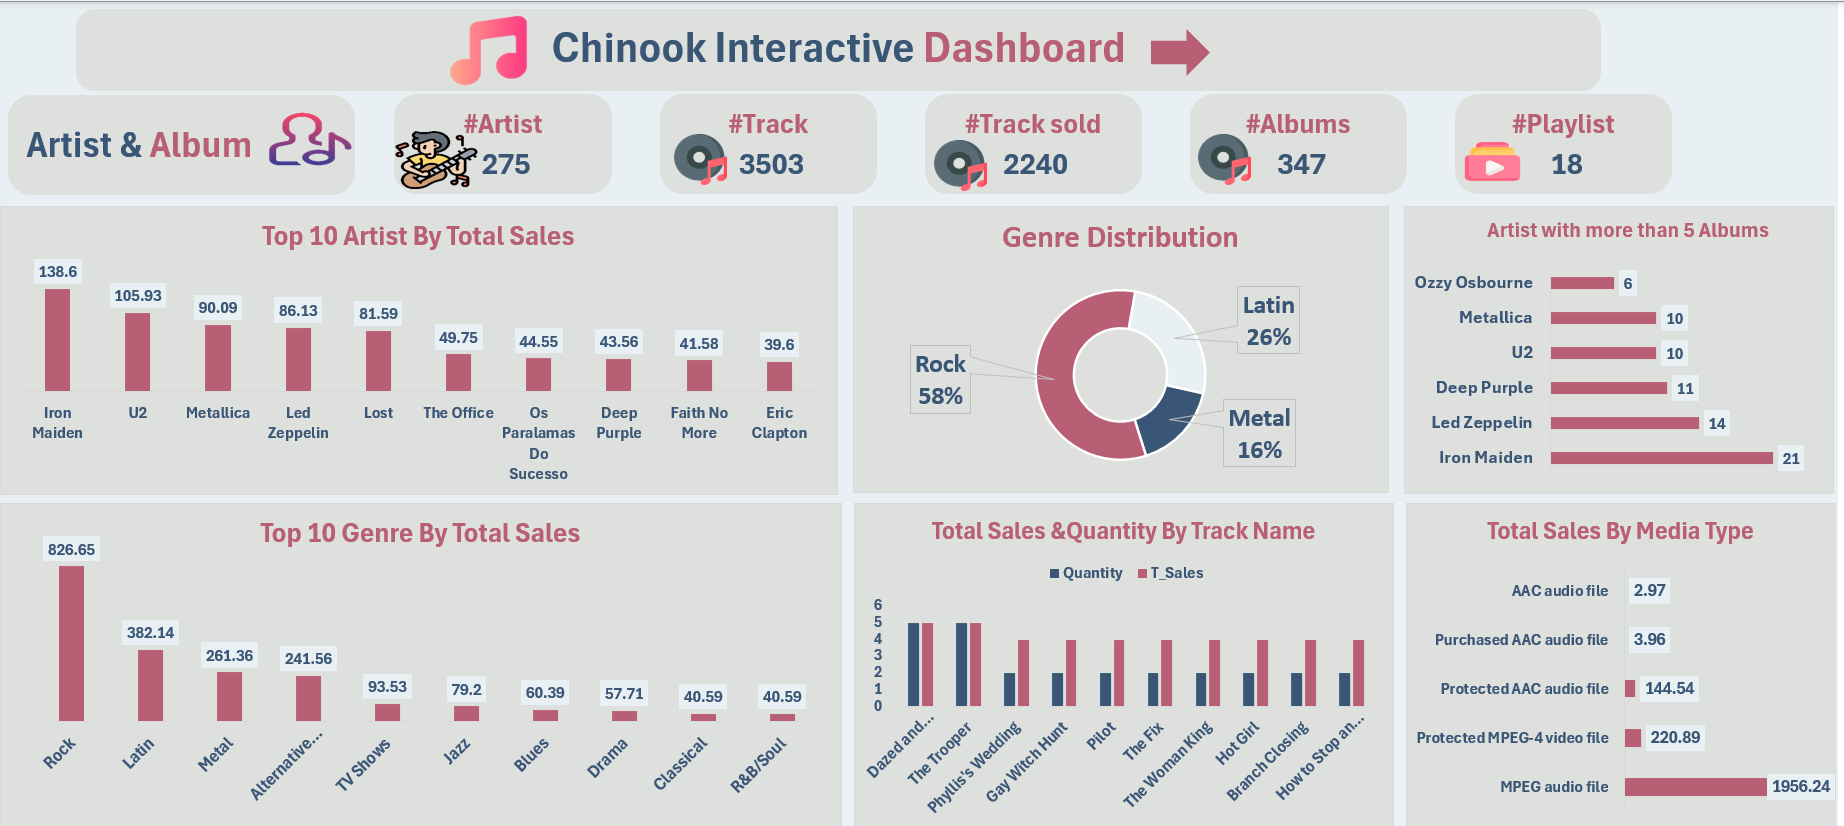 Chinook Interactive Dashboard
Artist & Album
#Artist
275
#Track
3503
#Track sold
2240
#Albums
347
#Playlist
18
Top 10 Artist By Total Sales
138.6
105.93
90.09
86.13
81.59
49.75
44.55
43.56
41.58
39.6
Iron
Maiden
U2
Metallica
Led
Zeppelin
Lost
The Office
Os
Paralamas
Do
Sucesso
Deep
Purple
Faith No
More
Eric
Clapton
Genre Distribution
Latin
26%
Rock
58%
Metal
16%
Artist with more than 5 Albums
Ozzy Osbourne 6
Metallica 10
U2 10
Deep Purple 11
Led Zeppelin 14
Iron Maiden 21
Top 10 Genre By Total Sales
826.65
382.14
261.36
241.56
93.53
79.2
60.39
57.71
40.59
40.59
Rock
Latin
Metal
Alternative...
TV Shows
Jazz
Blues
Drama
Classical
R&B/Soul
Total Sales &Quantity By Track Name
Quantity T_Sales
6
5
4
3
2
1
0
Dazed and...
The Trooper
Phyllis's Wedding
Gay Witch Hunt
Pilot
The Fix
The Woman King
Hot Girl
Branch Closing
How to Stop an...
Total Sales By Media Type
AAC audio file 2.97
Purchased AAC audio file 3.96
Protected AAC audio file 144.54
Protected MPEG-4 video file 220.89
MPEG audio file 1956.24